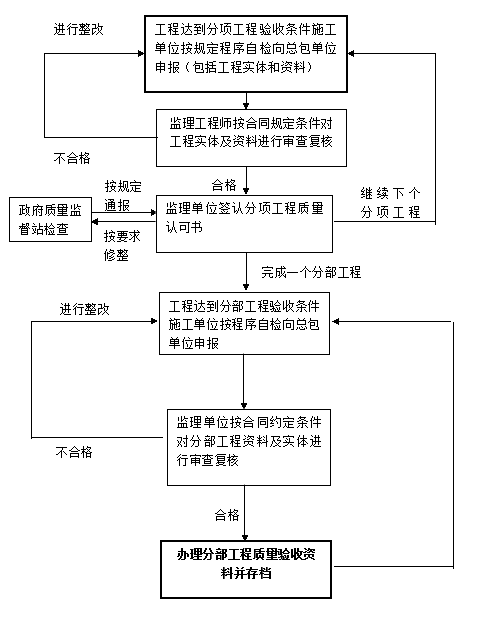 进行整改
工程达到分项工程验收条件施工
单位按规定程序自检向总包单位
申报（包括工程实体和资料）
监理工程师按合同规定条件对
工程实体及资料进行审查复核
不合格
合格
按规定
通报
继续下个
分项工程
政府质量监
督站检查
监理单位签认分项工程质量
认可书
按要求
修整
完成一个分部工程
进行整改
工程达到分部工程验收条件
施工单位按程序自检向总包
单位申报
监理单位按合同约定条件
对分部工程资料及实体进
行审查复核
不合格
合格
办理分部工程质量验收资
料并存档